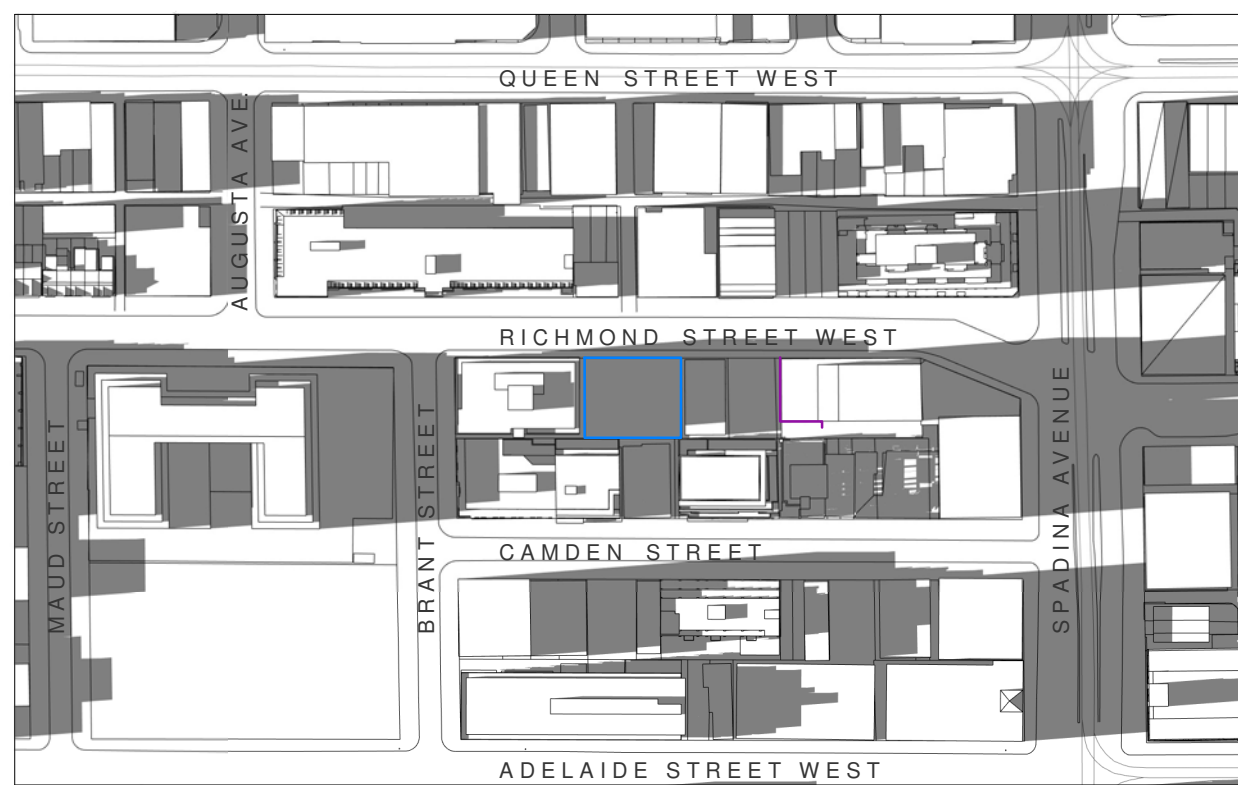 QUEEN STREET WEST
AUGUSTA AVE.
RICHMOND STREET WEST
MAUD STREET
BRANT STREET
SPADINA AVENUE
CAMDEN STREET
ADELAIDE STREET WEST